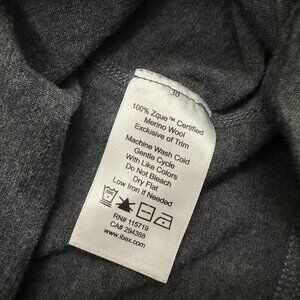 30
100% Zque™ Certified
Merino Wool
Exclusive of Trim
Machine Wash Cold
Gentle Cycle
With Like Colors
Do Not Bleach
Dry Flat
Low Iron If Needed
RN# 115719
CA# 294388
www.ibex.com